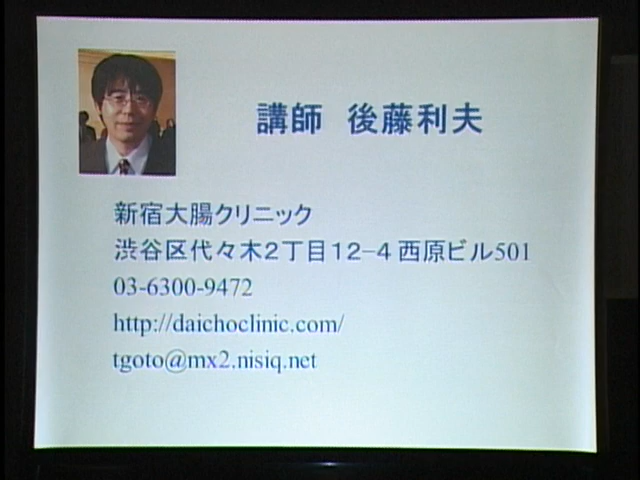 講師　後藤利夫
新宿大腸クリニック
渋谷区代々木２丁目１２−４ 西原ビル501
03-6300-9472
http://daichoclinic.com/
tgoto@mx2.nisiq.net